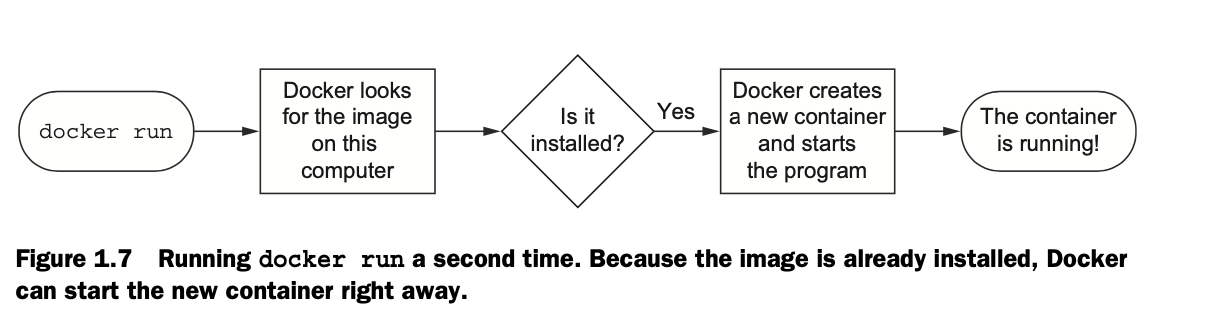 docker run
Docker looks
for the image
on this
computer
Is it
installed?
Yes
Docker creates
a new container
and starts
the program
The container
is running!
Figure 1.7 Running docker run a second time. Because the image is already installed, Docker
can start the new container right away.